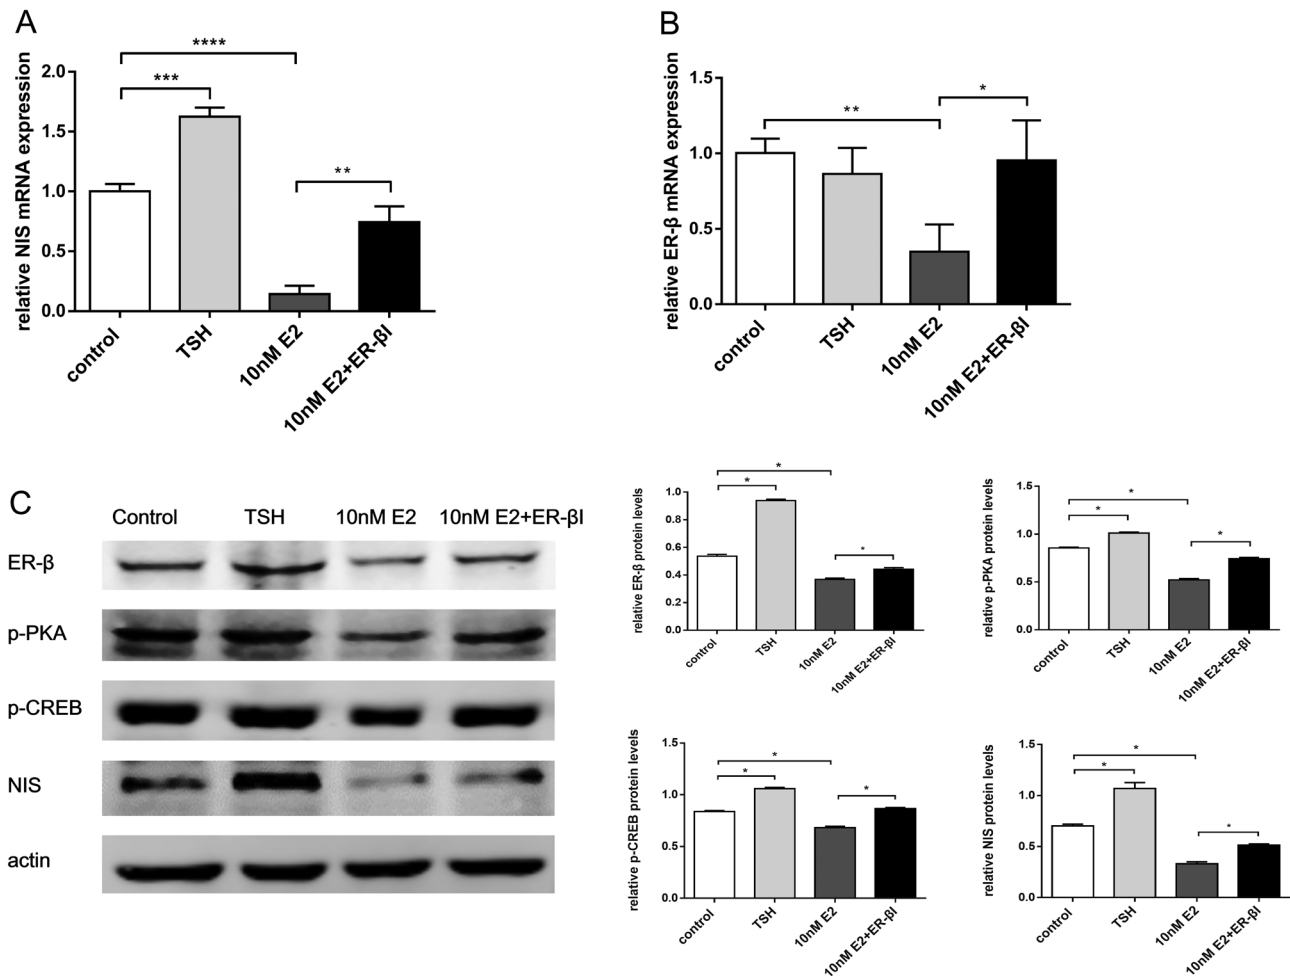 A
relative NIS mRNA expression
2.0
1.5
1.0
0.5
0.0
****
***
**
control
TSH
10nM E2
10nM E2+ER-βI
B
relative ER-β mRNA expression
1.5
1.0
0.5
0.0
**
*
control
TSH
10nM E2
10nM E2+ER-βI
C
Control TSH 10nM E2 10nM E2+ER-βI
ER-β
p-PKA
p-CREB
NIS
actin
relative ER-β protein levels
1.0
0.8
0.6
0.4
0.2
0.0
*
*
*
control
TSH
10nM E2
10nM E2+ER-βI
relative p-PKA protein levels
1.5
1.0
0.5
0.0
*
*
*
control
TSH
10nM E2
10nM E2+ER-βI
relative p-CREB protein levels
1.5
1.0
0.5
0.0
*
*
*
control
TSH
10nM E2
10nM E2+ER-βI
relative NIS protein levels
1.5
1.0
0.5
0.0
*
*
*
control
TSH
10nM E2
10nM E2+ER-βI